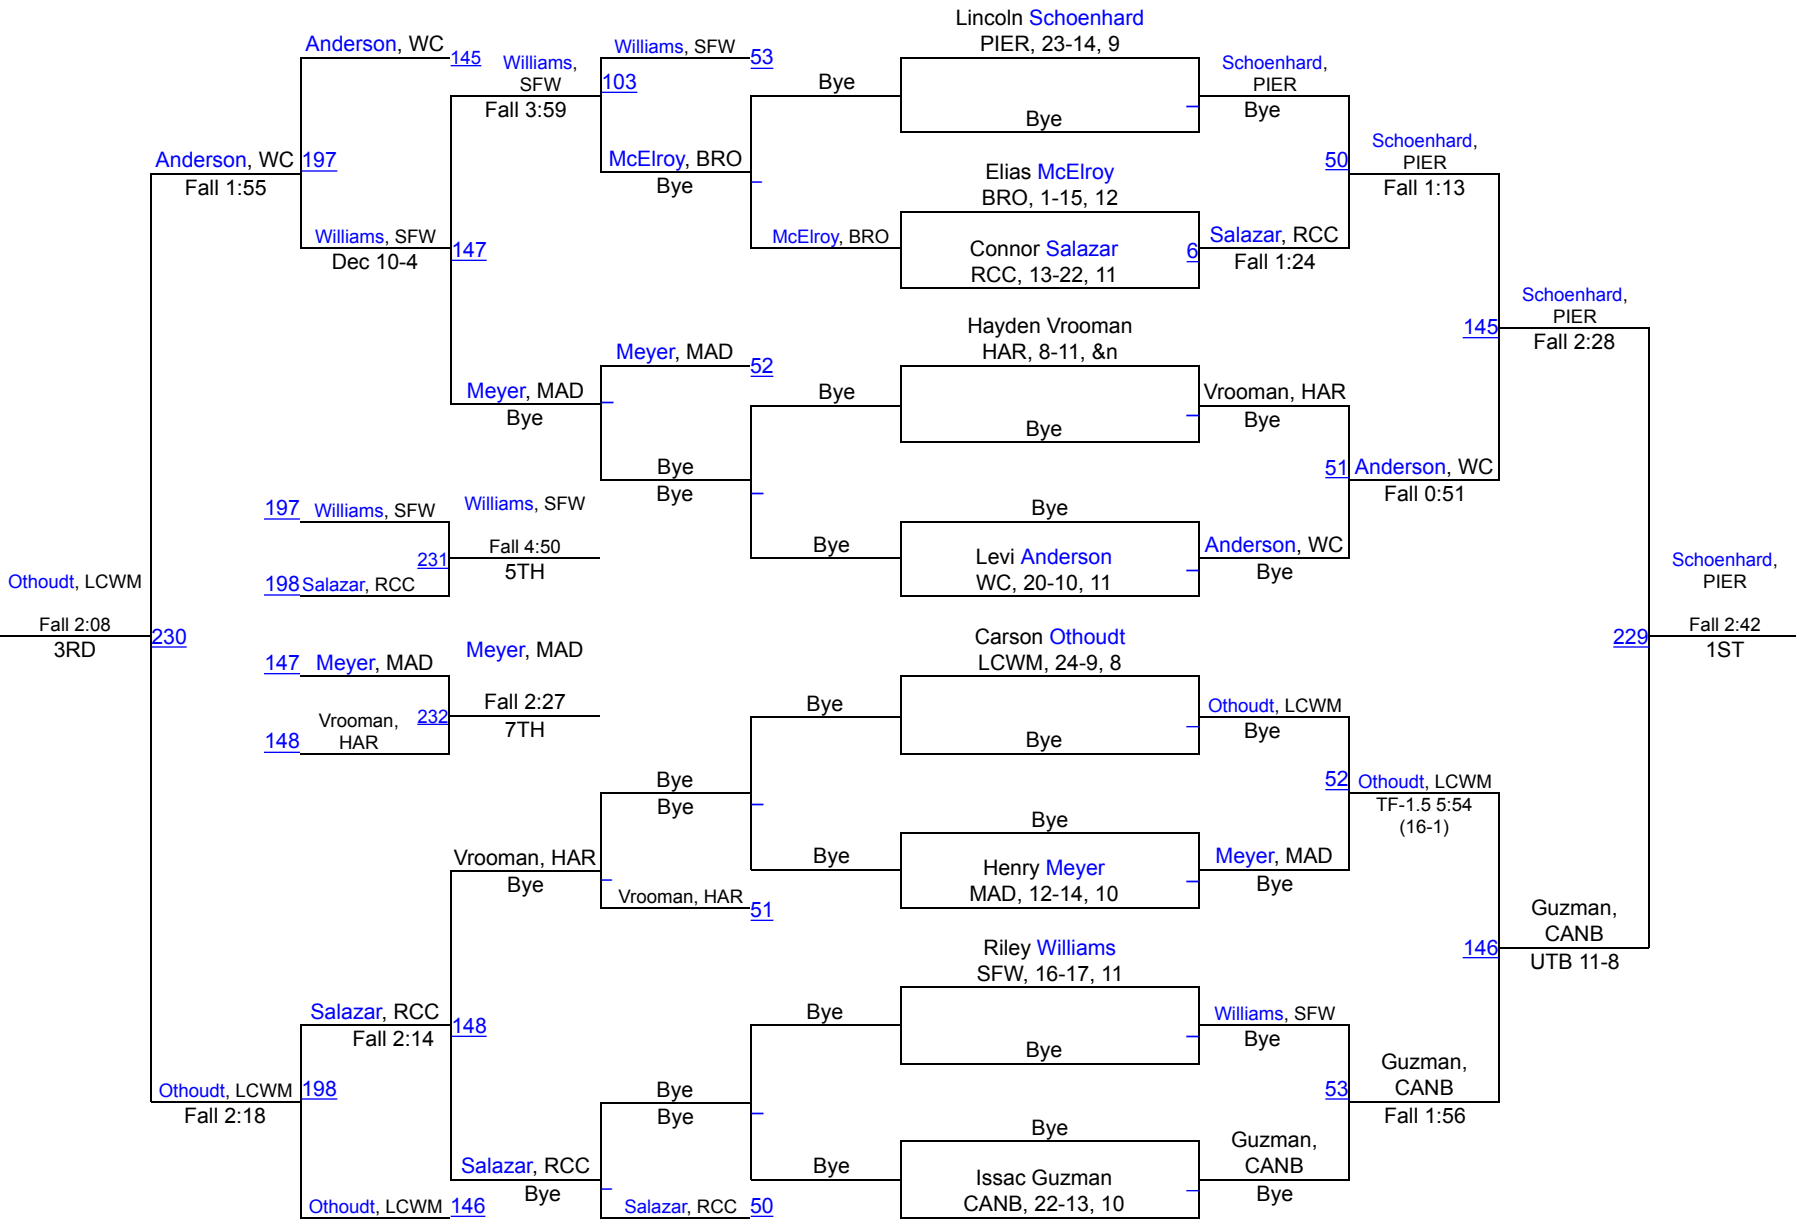 Lincoln Schoenhard
PIER, 23-14, 9
Bye
Elias McElroy
BRO, 1-15, 12
Connor Salazar
RCC, 13-22, 11
6
Hayden Vrooman
HAR, 8-11, &n
Bye
Bye
Levi Anderson
WC, 20-10, 11
Carson Othoudt
LCWM, 24-9, 8
Bye
Bye
Henry Meyer
MAD, 12-14, 10
Riley Williams
SFW, 16-17, 11
Bye
Bye
Issac Guzman
CANB, 22-13, 10
Schoenhard,
PIER
Bye
50
Salazar, RCC
Fall 1:24
Vrooman, HAR
Bye
51
Anderson, WC
Bye
Othoudt, LCWM
Bye
52
Meyer, MAD
Bye
Williams, SFW
Bye
53
Guzman,
CANB
Bye
Schoenhard,
PIER
Fall 1:13
145
Anderson, WC
Fall 0:51
Othoudt, LCWM
TF-1.5 5:54
(16-1)
146
Guzman,
CANB
Fall 1:56
Schoenhard,
PIER
Fall 2:28
229
Guzman,
CANB
UTB 11-8
Schoenhard,
PIER
Fall 2:42
1ST
Bye
McElroy, BRO
Bye
Bye
Bye
Bye
Bye
Bye
Williams, SFW
53
103
McElroy, BRO
Bye
Meyer, MAD
52
Bye
Bye
Bye
Bye
Vrooman, HAR
51
Bye
Bye
Salazar, RCC
50
Williams,
SFW
Fall 3:59
147
Meyer, MAD
Bye
Vrooman, HAR
Bye
148
Salazar, RCC
Bye
Anderson, WC
145
197
Williams, SFW
Dec 10-4
Salazar, RCC
Fall 2:14
198
Othoudt, LCWM
146
Anderson, WC
Fall 1:55
230
Othoudt, LCWM
Fall 2:18
Othoudt, LCWM
Fall 2:08
3RD
197
Williams, SFW
231
198
Salazar, RCC
Williams, SFW
Fall 4:50
5TH
147
Meyer, MAD
232
148
Vrooman,
HAR
Meyer, MAD
Fall 2:27
7TH